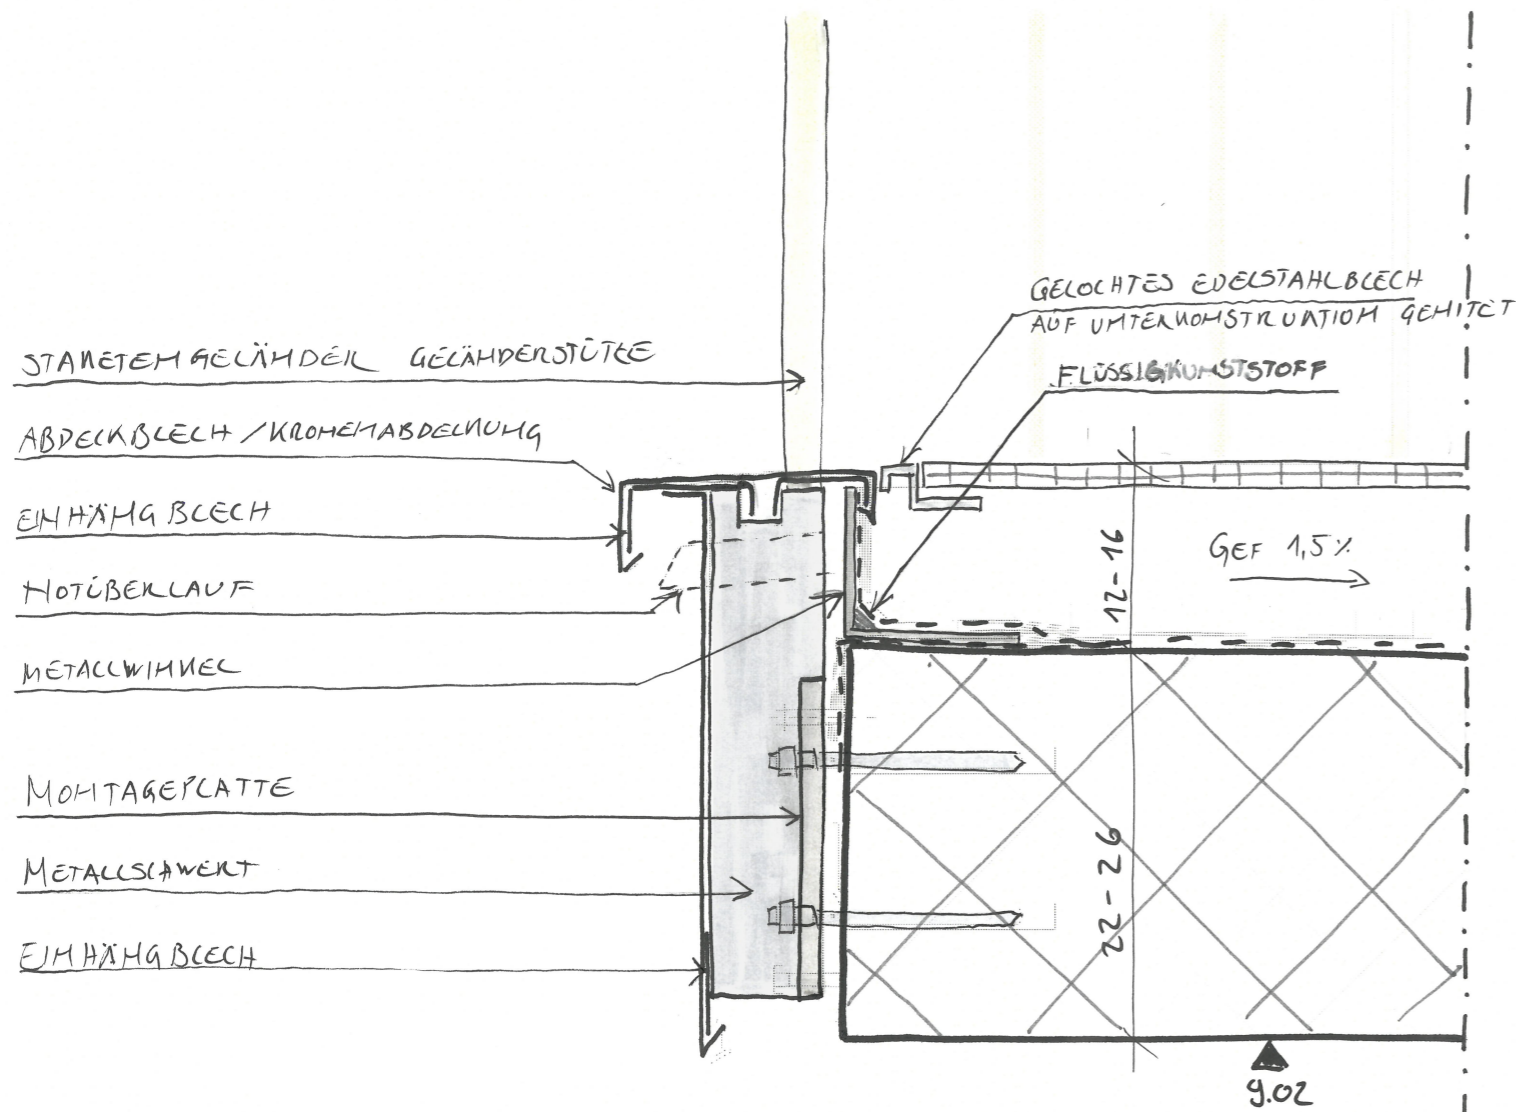 GELOCHTES EDELSTAHLBLECH
AUF UNTERKONSTRUKTION GENITET
STAKETENGELÄNDER GELÄNDERSTÜTZE
FLÜSSIGKUNSTSTOFF
ABDECKBLECH / KRONENABDECKUNG
EINHÄNGBLECH
GEF 1,5%
12-16
NOTÜBERLAUF
METALLWINKEL
MONTAGEPLATTE
22-26
METALLSCHWERT
EINHÄNGBLECH
9.02